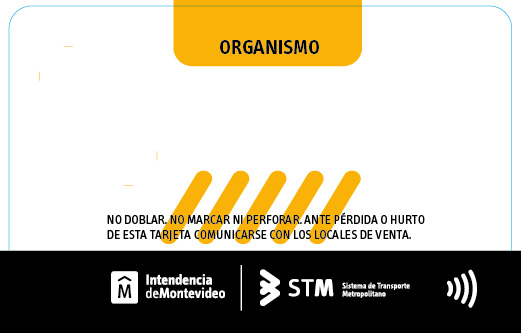 ORGANISMO
NO DOBLAR. NO MARCAR NI PERFORAR. ANTE PÉRDIDA O HURTO
DE ESTA TARJETA COMUNICARSE CON LOS LOCALES DE VENTA.
Intendencia
deMontevideo
STM
Sistema de Transporte
Metropolitano